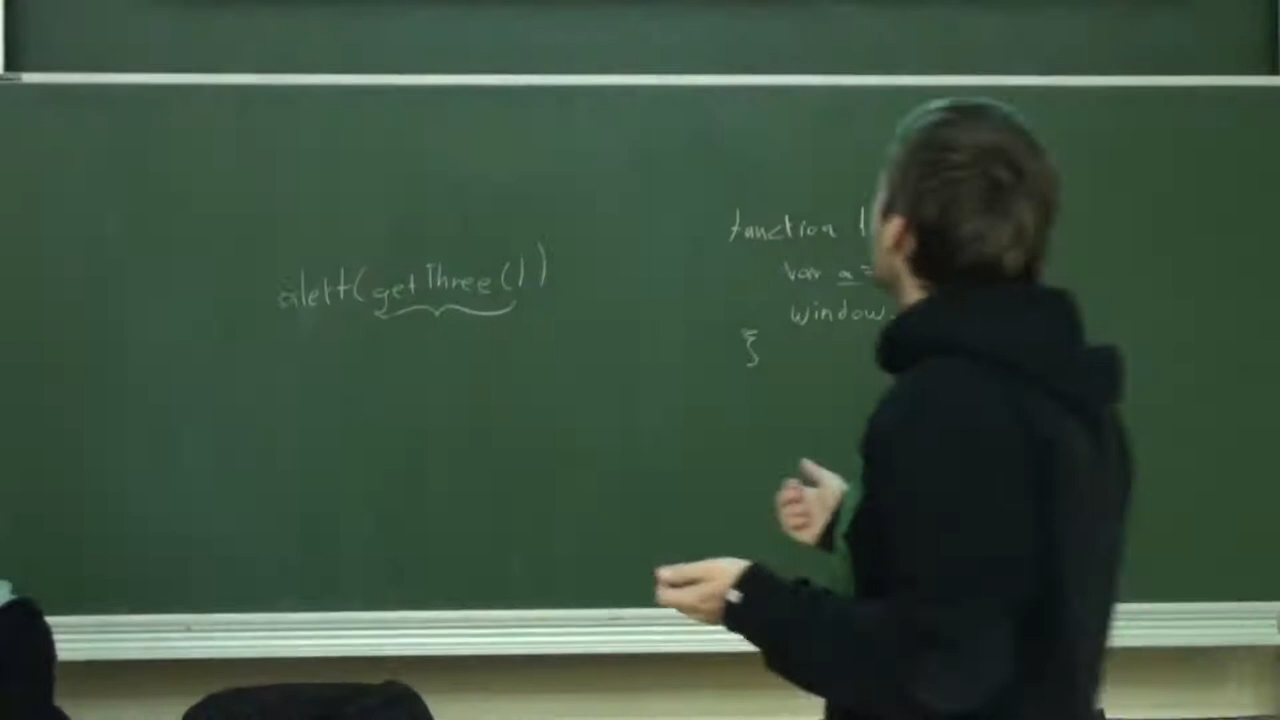 alert(getThree())
function
var a =
window.
}